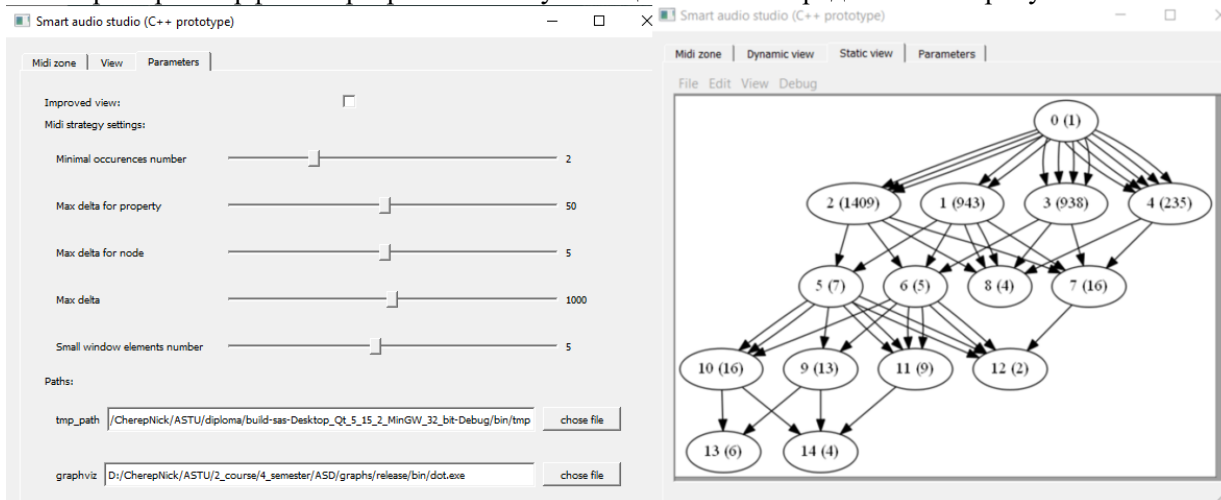 Smart audio studio (C++ prototype)
Midi zone View Parameters
Improved view:
Midi strategy settings:
Minimal occurences number 2
Max delta for property 50
Max delta for node 5
Max delta 1000
Small window elements number 5
Paths:
tmp_path /CherepNick/ASTU/diploma/build-sas-Desktop_Qt_5_15_2_MinGW_32_bit-Debug/bin/tmp chose file
graphviz D:/CherepNick/ASTU/2_course/4_semester/ASD/graphs/release/bin/dot.exe chose file
Smart audio studio (C++ prototype)
Midi zone Dynamic view Static view Parameters
File Edit View Debug
0 (1)
2 (1409) 1 (943) 3 (938) 4 (235)
5 (7) 6 (5) 8 (4) 7 (16)
10 (16) 9 (13) 11 (9) 12 (2)
13 (6) 14 (4)